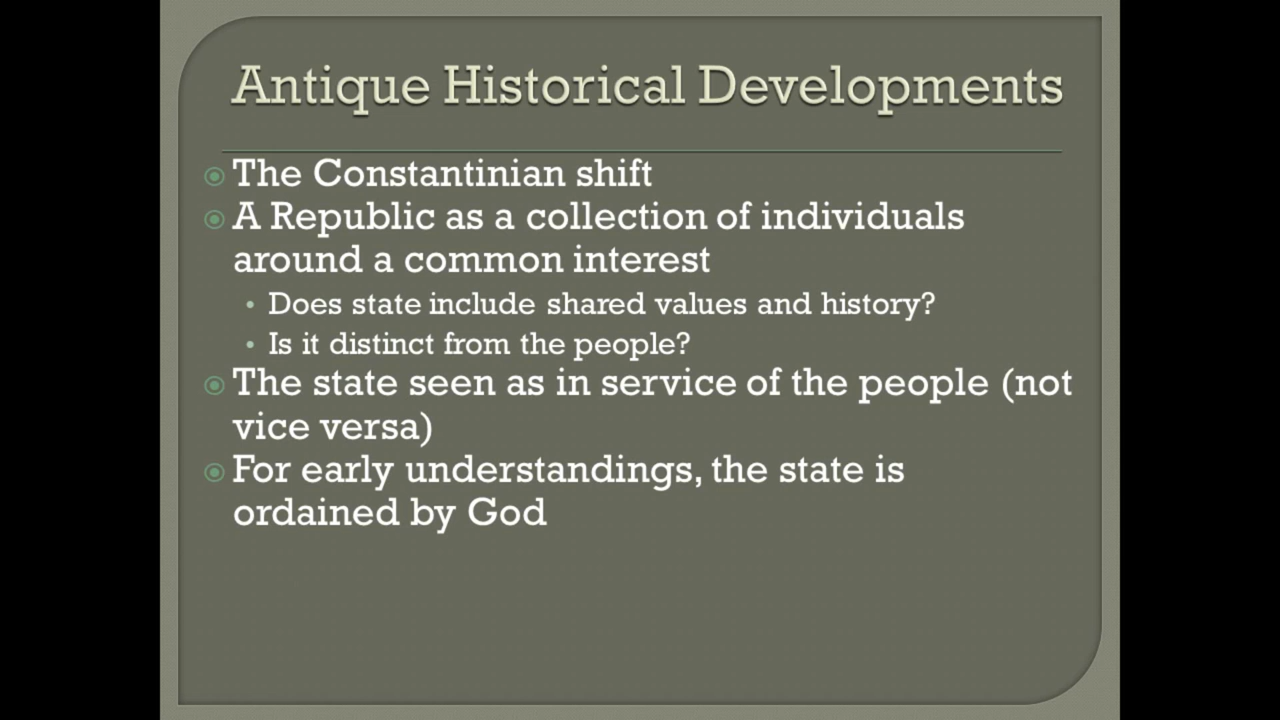 Antique Historical Developments
The Constantinian shift
A Republic as a collection of individuals
around a common interest
Does state include shared values and history?
Is it distinct from the people?
The state seen as in service of the people (not
vice versa)
For early understandings, the state is
ordained by God